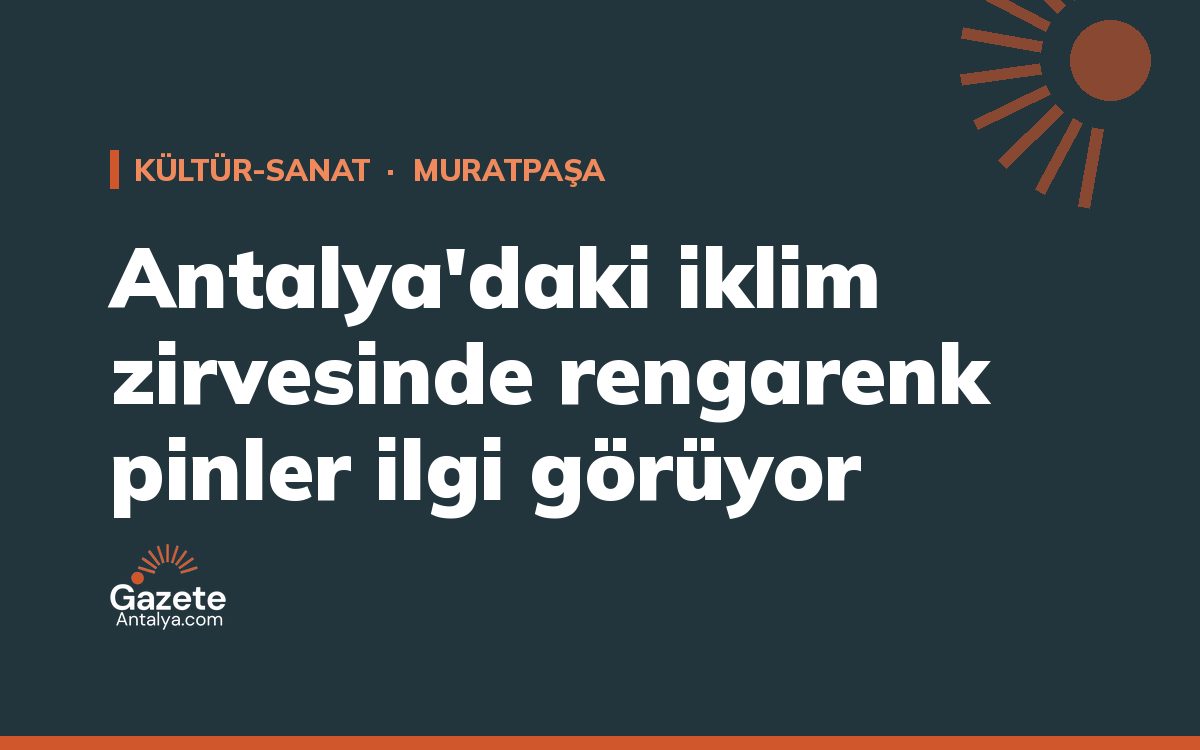 KÜLTÜR-SANAT · MURATPAŞA
Antalya'daki iklim
zirvesinde rengarenk
pinler ilgi görüyor
Gazete
Antalya.com